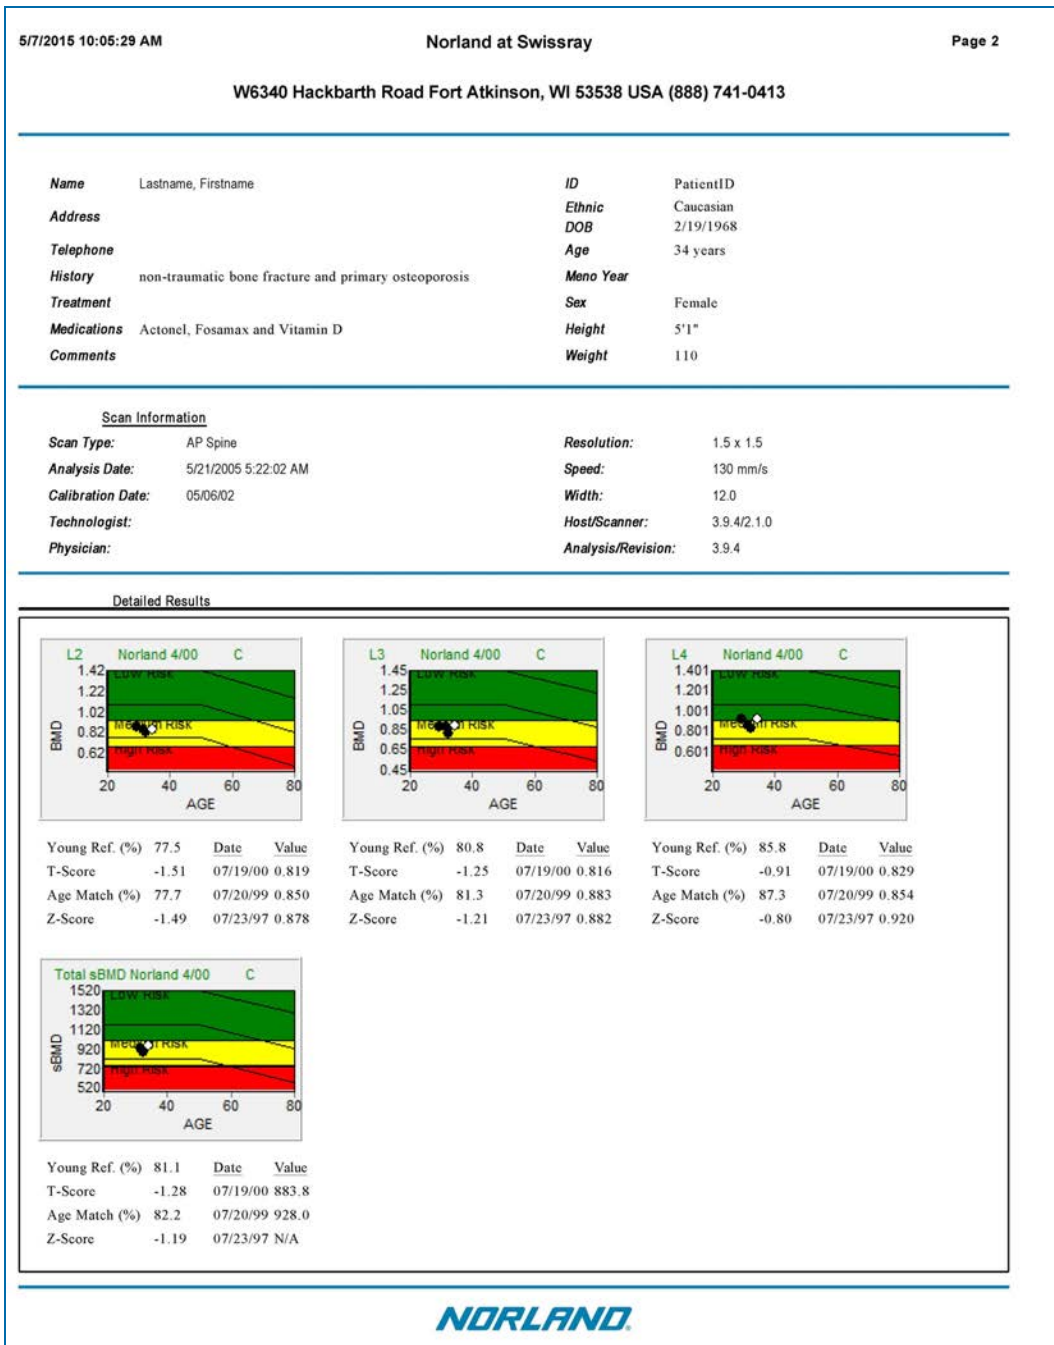 5/7/2015 10:05:29 AM Norland at Swissray Page 2
W6340 Hackbarth Road Fort Atkinson, WI 53538 USA (888) 741-0413
Name Lastname, Firstname ID PatientID
Address Ethnic Caucasian
DOB 2/19/1968
Telephone Age 34 years
History non-traumatic bone fracture and primary osteoporosis Meno Year
Treatment Sex Female
Medications Actonel, Fosamax and Vitamin D Height 5'1"
Comments Weight 110
Scan Information
Scan Type: AP Spine Resolution: 1.5 x 1.5
Analysis Date: 5/21/2005 5:22:02 AM Speed: 130 mm/s
Calibration Date: 05/06/02 Width: 12.0
Technologist: Host/Scanner: 3.9.4/2.1.0
Physician: Analysis/Revision: 3.9.4
Detailed Results
L2 Norland 4/00 C
1.42
Low Risk
1.22
1.02
Medium Risk
0.82
0.62
High Risk
BMD
20 40 60 80
AGE
L3 Norland 4/00 C
1.45
Low Risk
1.25
1.05
Medium Risk
0.85
0.65
High Risk
0.45
BMD
20 40 60 80
AGE
L4 Norland 4/00 C
1.401
Low Risk
1.201
1.001
Medium Risk
0.801
0.601
High Risk
BMD
20 40 60 80
AGE
Young Ref. (%) 77.5 Date Value
T-Score -1.51 07/19/00 0.819
Age Match (%) 77.7 07/20/99 0.850
Z-Score -1.49 07/23/97 0.878
Young Ref. (%) 80.8 Date Value
T-Score -1.25 07/19/00 0.816
Age Match (%) 81.3 07/20/99 0.883
Z-Score -1.21 07/23/97 0.882
Young Ref. (%) 85.8 Date Value
T-Score -0.91 07/19/00 0.829
Age Match (%) 87.3 07/20/99 0.854
Z-Score -0.80 07/23/97 0.920
Total sBMD Norland 4/00 C
1520
Low Risk
1320
1120
Medium Risk
920
720
High Risk
520
sBMD
20 40 60 80
AGE
Young Ref. (%) 81.1 Date Value
T-Score -1.28 07/19/00 883.8
Age Match (%) 82.2 07/20/99 928.0
Z-Score -1.19 07/23/97 N/A
NORLAND